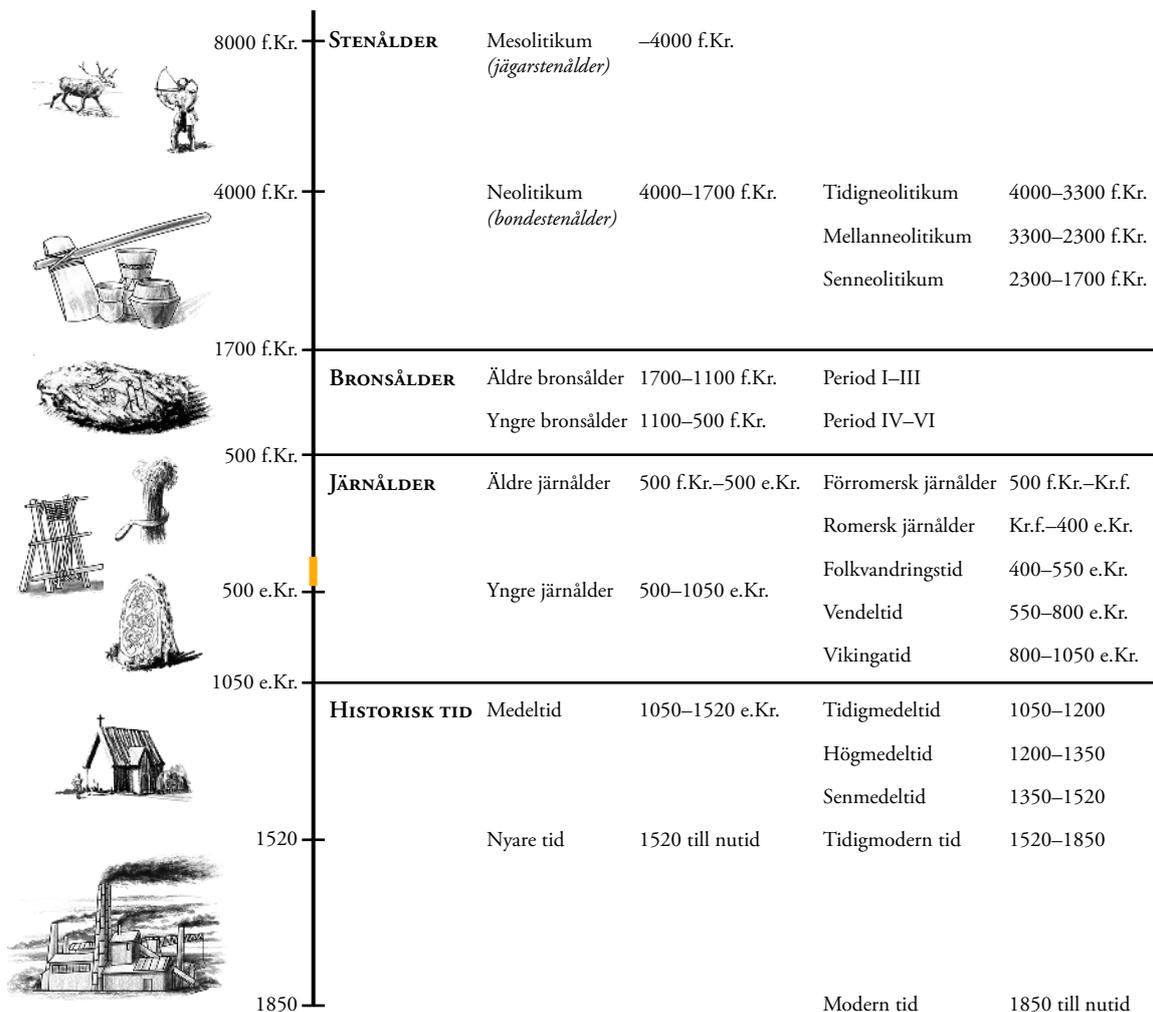 8000 f.Kr. STENÅLDER Mesolitikum –4000 f.Kr.
(jägarstenålder)
4000 f.Kr. Neolitikum 4000–1700 f.Kr. Tidigneolitikum 4000–3300 f.Kr.
(bondestenålder)
Mellanneolitikum 3300–2300 f.Kr.
Senneolitikum 2300–1700 f.Kr.
1700 f.Kr.
BRONSÅLDER Äldre bronsålder 1700–1100 f.Kr. Period I–III
Yngre bronsålder 1100–500 f.Kr. Period IV–VI
500 f.Kr.
JÄRNÅLDER Äldre järnålder 500 f.Kr.–500 e.Kr. Förromersk järnålder 500 f.Kr.–Kr.f.
Romersk järnålder Kr.f.–400 e.Kr.
Folkvandringstid 400–550 e.Kr.
500 e.Kr. Yngre järnålder 500–1050 e.Kr.
Vendeltid 550–800 e.Kr.
Vikingatid 800–1050 e.Kr.
1050 e.Kr.
HISTORISK TID Medeltid 1050–1520 e.Kr. Tidigmedeltid 1050–1200
Högmedeltid 1200–1350
Senmedeltid 1350–1520
1520 Nyare tid 1520 till nutid Tidigmodern tid 1520–1850
1850 Modern tid 1850 till nutid